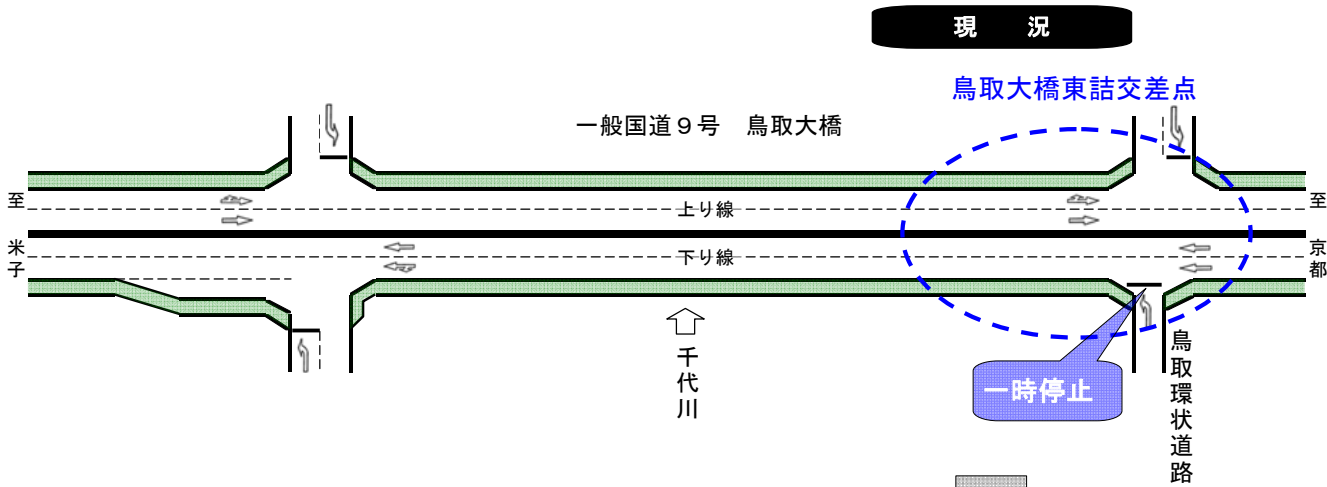 現 況
鳥取大橋東詰交差点
一般国道９号 鳥取大橋
至
米子
上り線
下り線
至
京都
千代川
一時停止
鳥取環状道路